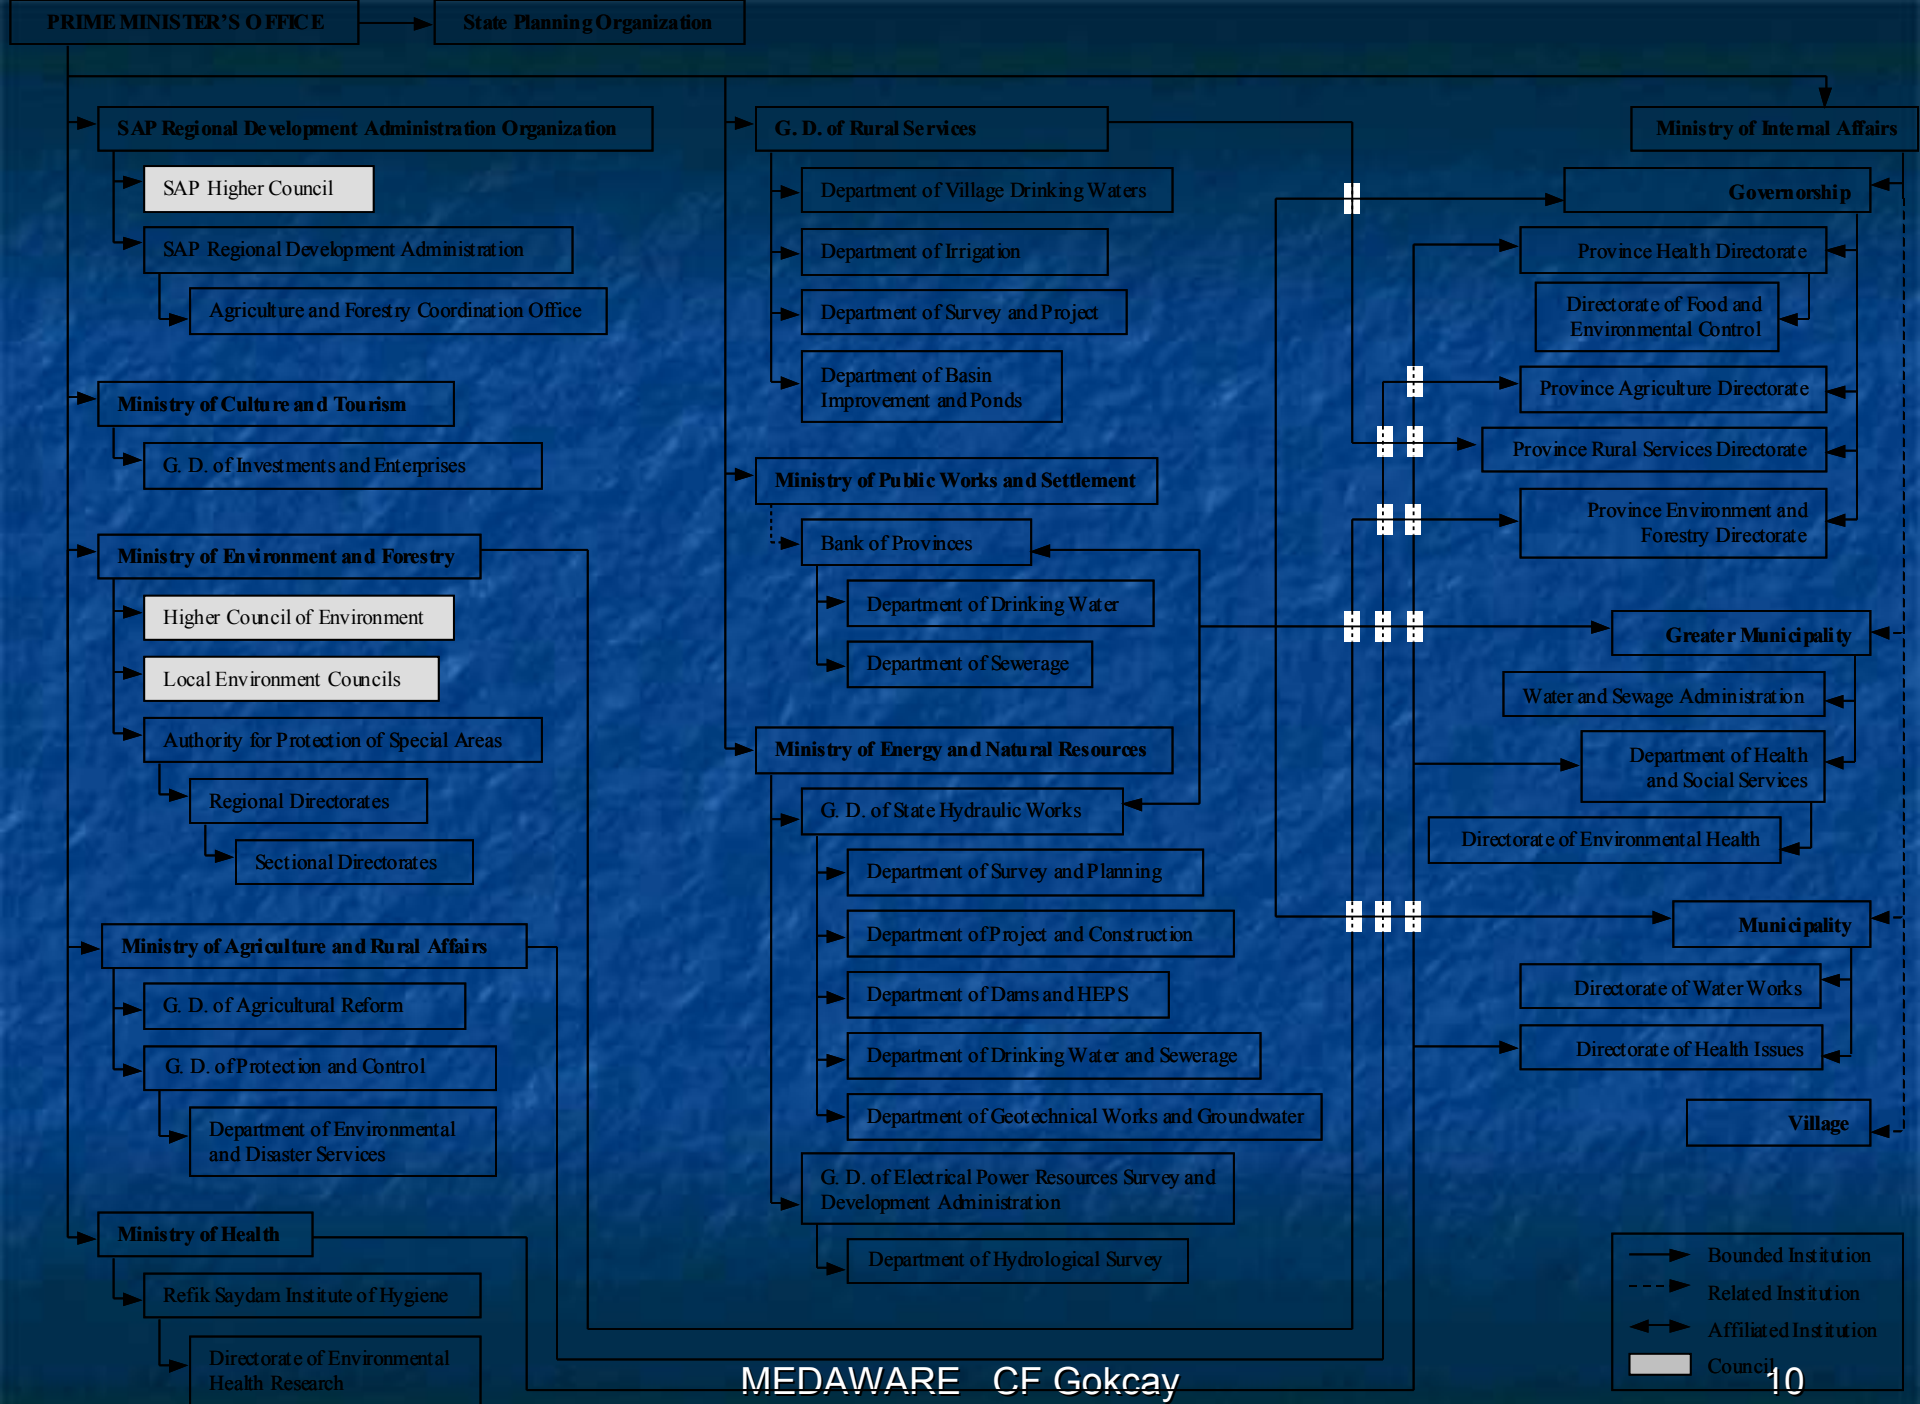 PRIME MINISTER'S OFFICE
State Planning Organization
SAP Regional Development Administration Organization
SAP Higher Council
SAP Regional Development Administration
Agriculture and Forestry Coordination Office
Ministry of Culture and Tourism
G. D. of Investments and Enterprises
Ministry of Environment and Forestry
Higher Council of Environment
Local Environment Councils
Authority for Protection of Special Areas
Regional Directorates
Sectional Directorates
Ministry of Agriculture and Rural Affairs
G. D. of Agricultural Reform
G. D. of Protection and Control
Department of Environmental
and Disaster Services
Ministry of Health
Refik Saydam Institute of Hygiene
Directorate of Environmental
Health Research
G. D. of Rural Services
Department of Village Drinking Waters
Department of Irrigation
Department of Survey and Project
Department of Basin
Improvement and Ponds
Ministry of Public Works and Settlement
Bank of Provinces
Department of Drinking Water
Department of Sewerage
Ministry of Energy and Natural Resources
G. D. of State Hydraulic Works
Department of Survey and Planning
Department of Project and Construction
Department of Dams and HEPS
Department of Drinking Water and Sewerage
Department of Geotechnical Works and Groundwater
G. D. of Electrical Power Resources Survey and
Development Administration
Department of Hydrological Survey
Ministry of Internal Affairs
Governorship
Province Health Directorate
Directorate of Food and
Environmental Control
Province Agriculture Directorate
Province Rural Services Directorate
Province Environment and
Forestry Directorate
Greater Municipality
Water and Sewage Administration
Department of Health
and Social Services
Directorate of Environmental Health
Municipality
Directorate of Water Works
Directorate of Health Issues
Village
Bounded Institution
Related Institution
Affiliated Institution
Council
MEDAWARE CF Gokcay
10